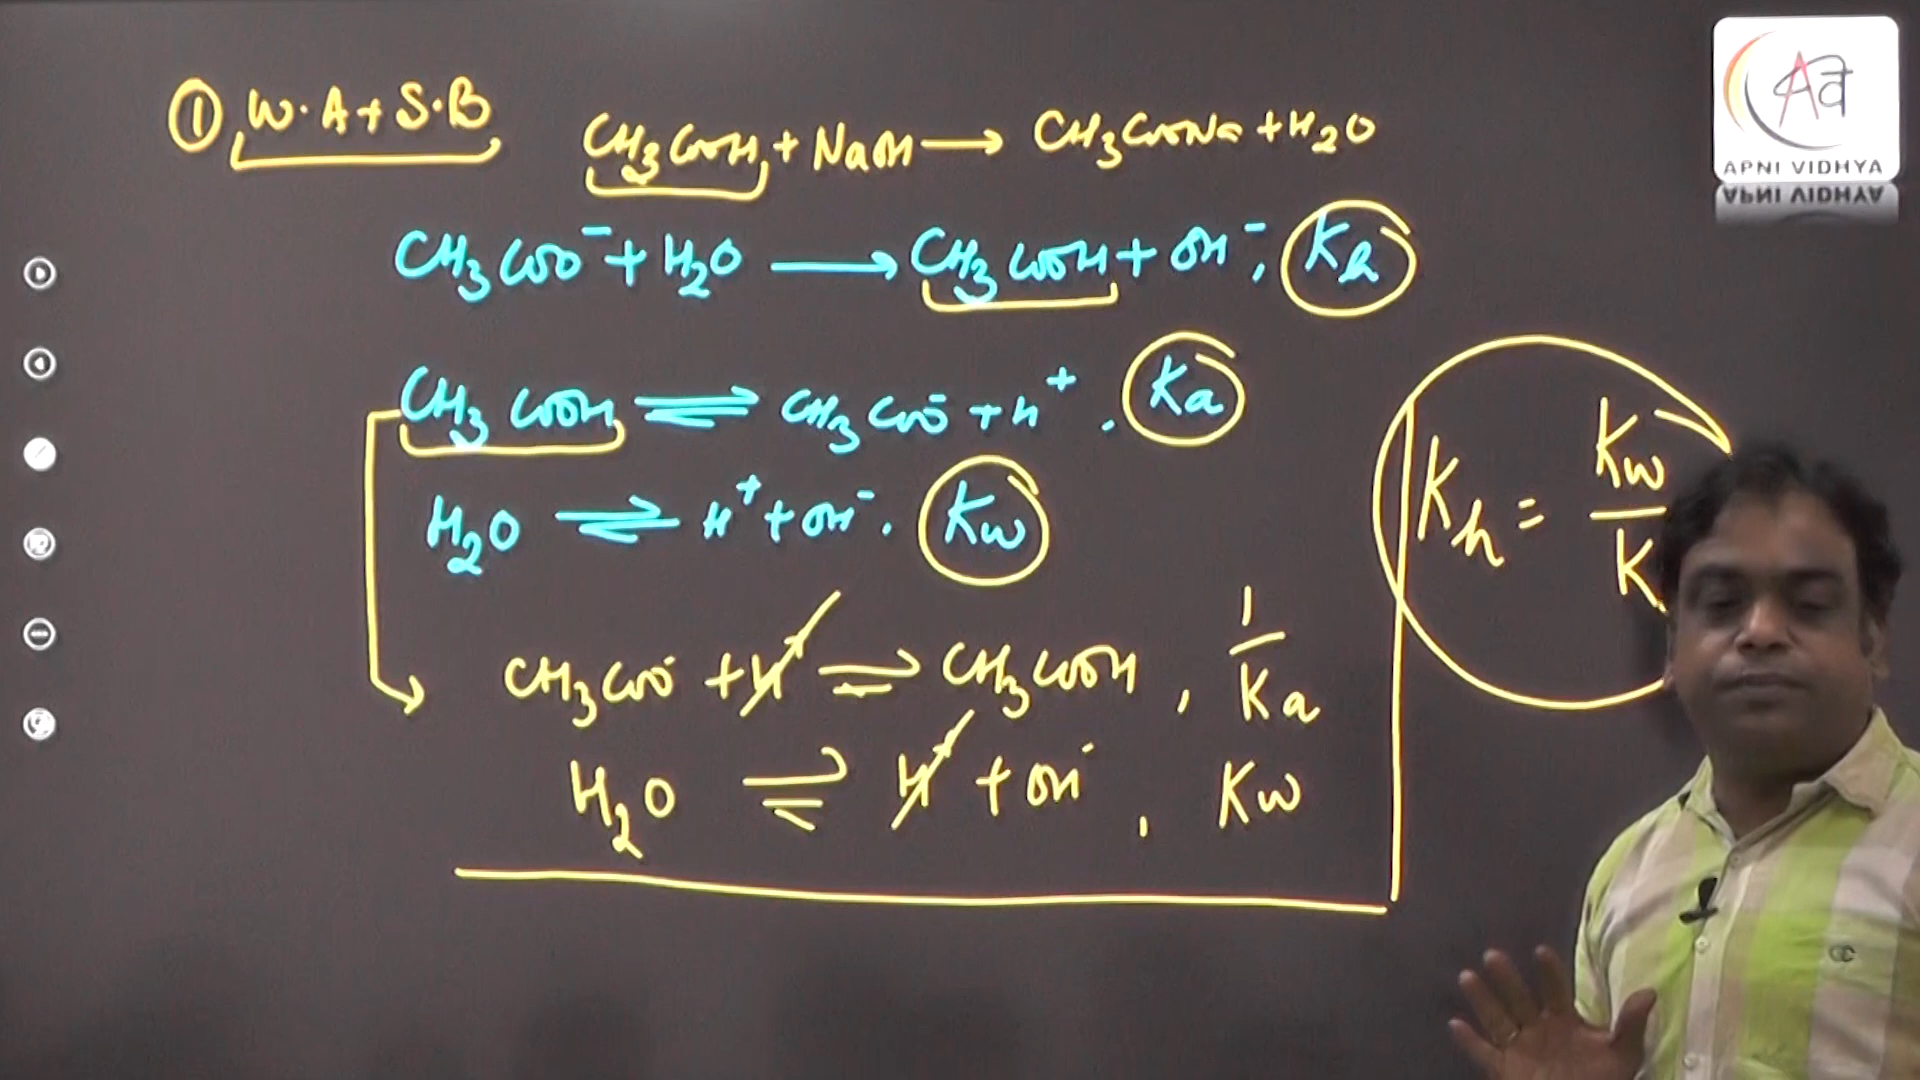 ① W.A + S.B
CH₃COOH + NaOH ⟶ CH₃COONa + H₂O
CH₃COO⁻ + H₂O ⟶ CH₃COOH + OH⁻, Kh
CH₃COOH ⇌ CH₃COO⁻ + H⁺, Ka
H₂O ⇌ H⁺ + OH⁻. Kw
CH₃COO⁻ + H⁺ ⇌ CH₃COOH, 1/Ka
H₂O ⇌ H⁺ + OH⁻, Kw
Kh = Kw/K
Aवि
APNI VIDHYA